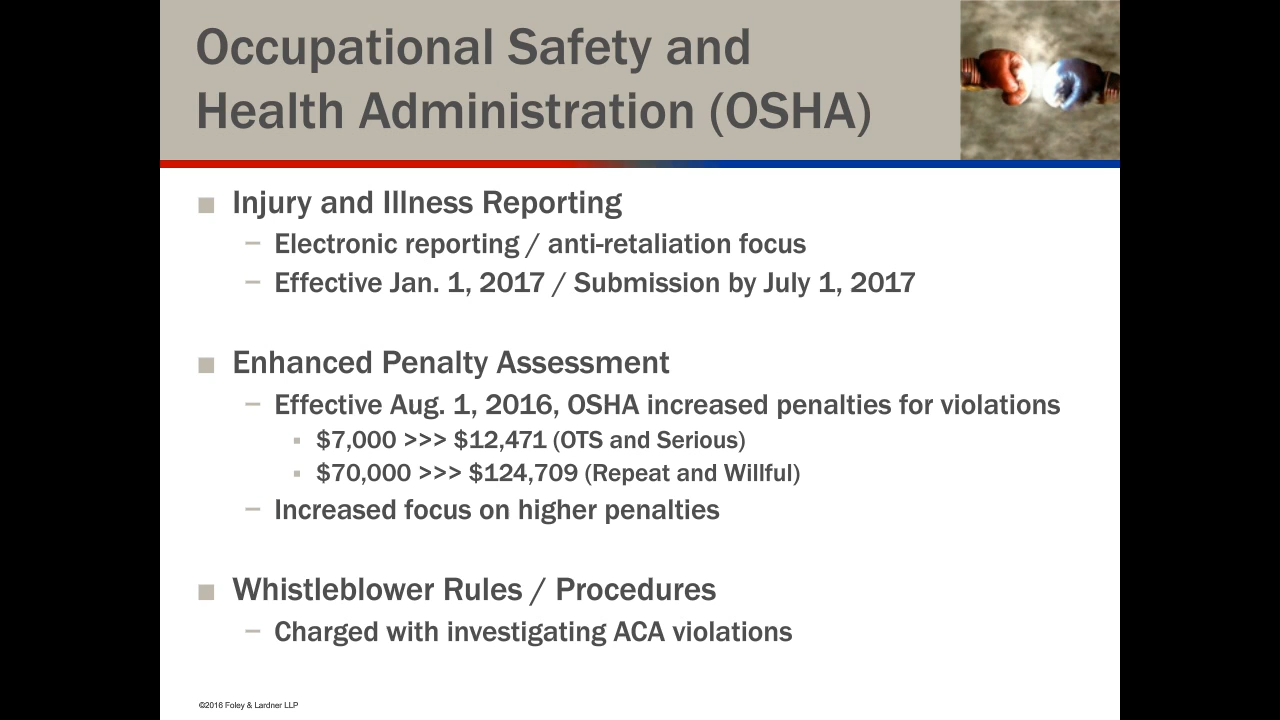 Occupational Safety and
Health Administration (OSHA)
■ Injury and Illness Reporting
– Electronic reporting / anti-retaliation focus
– Effective Jan. 1, 2017 / Submission by July 1, 2017
■ Enhanced Penalty Assessment
– Effective Aug. 1, 2016, OSHA increased penalties for violations
▪ $7,000 >>> $12,471 (OTS and Serious)
▪ $70,000 >>> $124,709 (Repeat and Willful)
– Increased focus on higher penalties
■ Whistleblower Rules / Procedures
– Charged with investigating ACA violations
©2016 Foley & Lardner LLP